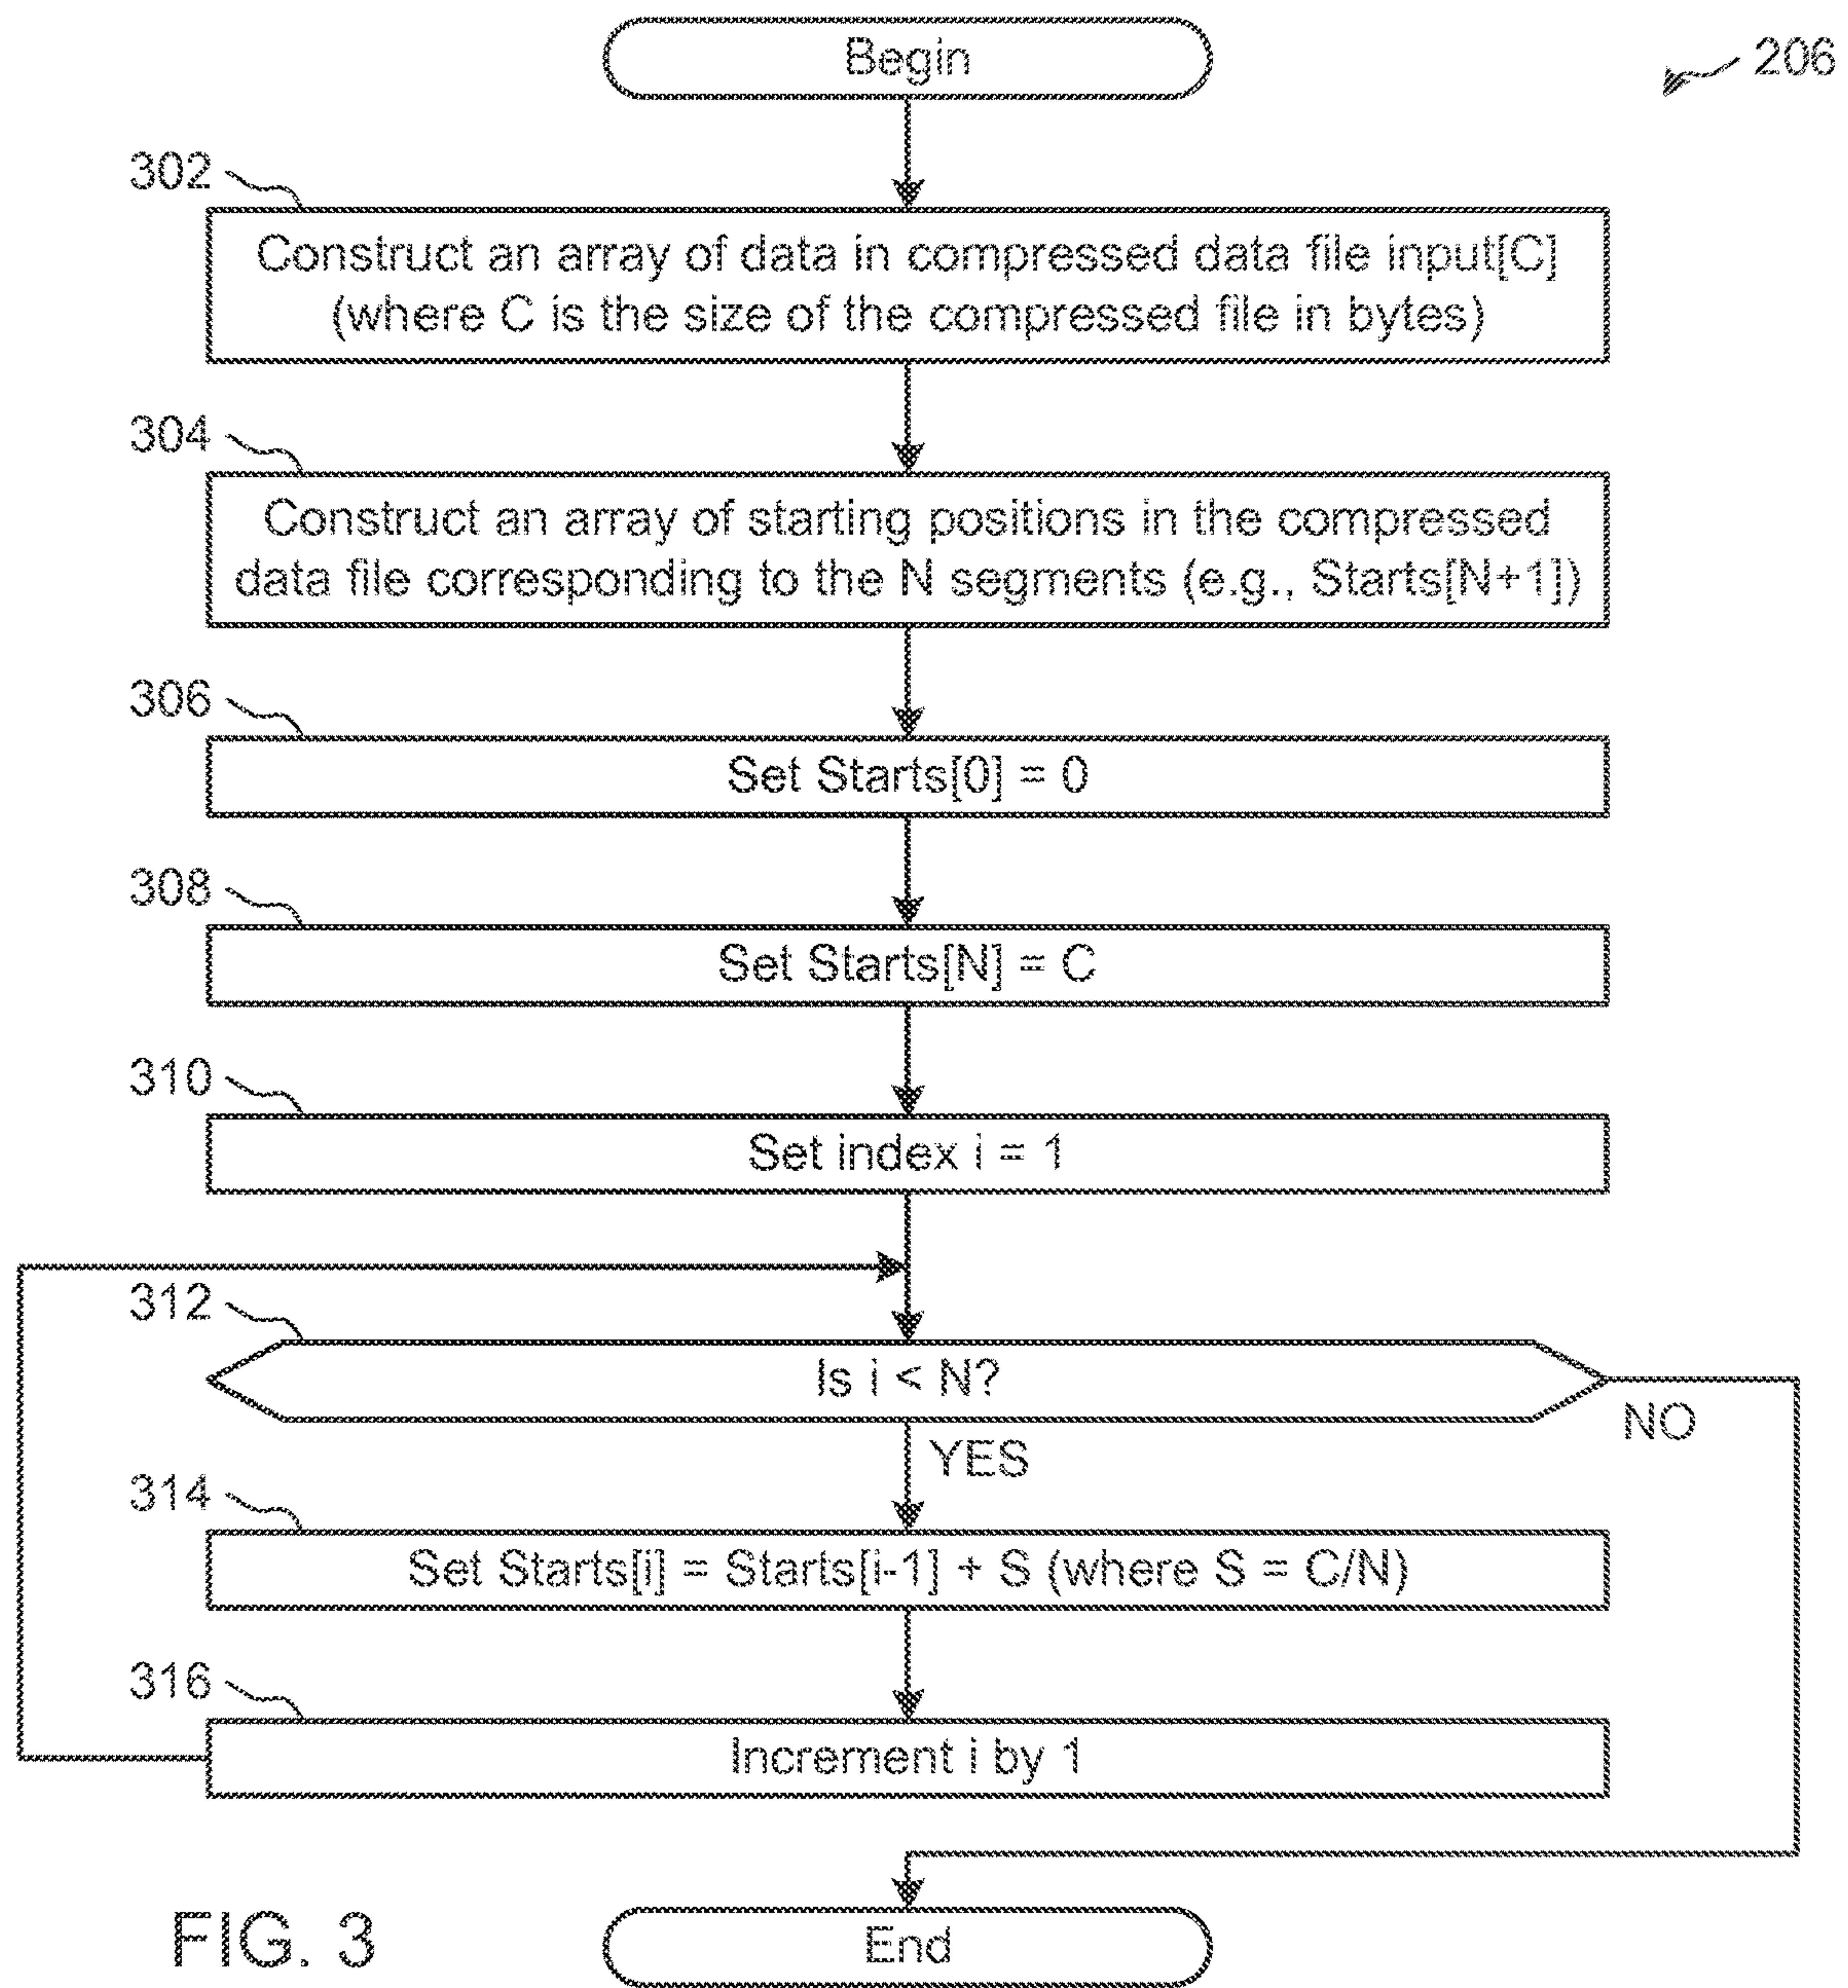 Begin
206
302
Construct an array of data in compressed data file input[C]
(where C is the size of the compressed file in bytes)
304
Construct an array of starting positions in the compressed
data file corresponding to the N segments (e.g., Starts[N+1])
306
Set Starts[0] = 0
308
Set Starts[N] = C
310
Set index i = 1
312
Is i < N?
NO
YES
314
Set Starts[i] = Starts[i-1] + S (where S = C/N)
316
Increment i by 1
End
FIG. 3